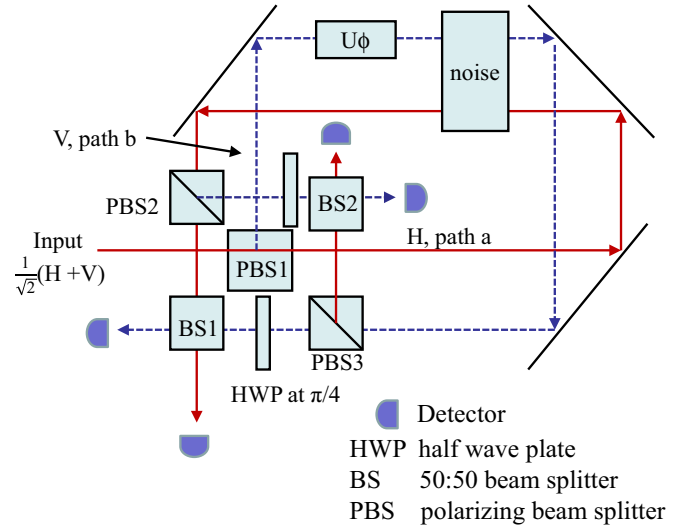 Uϕ
noise
V, path b
PBS2
BS2
Input
H, path a
1/√2(H +V)
PBS1
BS1
PBS3
HWP at π/4
Detector
HWP half wave plate
BS 50:50 beam splitter
PBS polarizing beam splitter